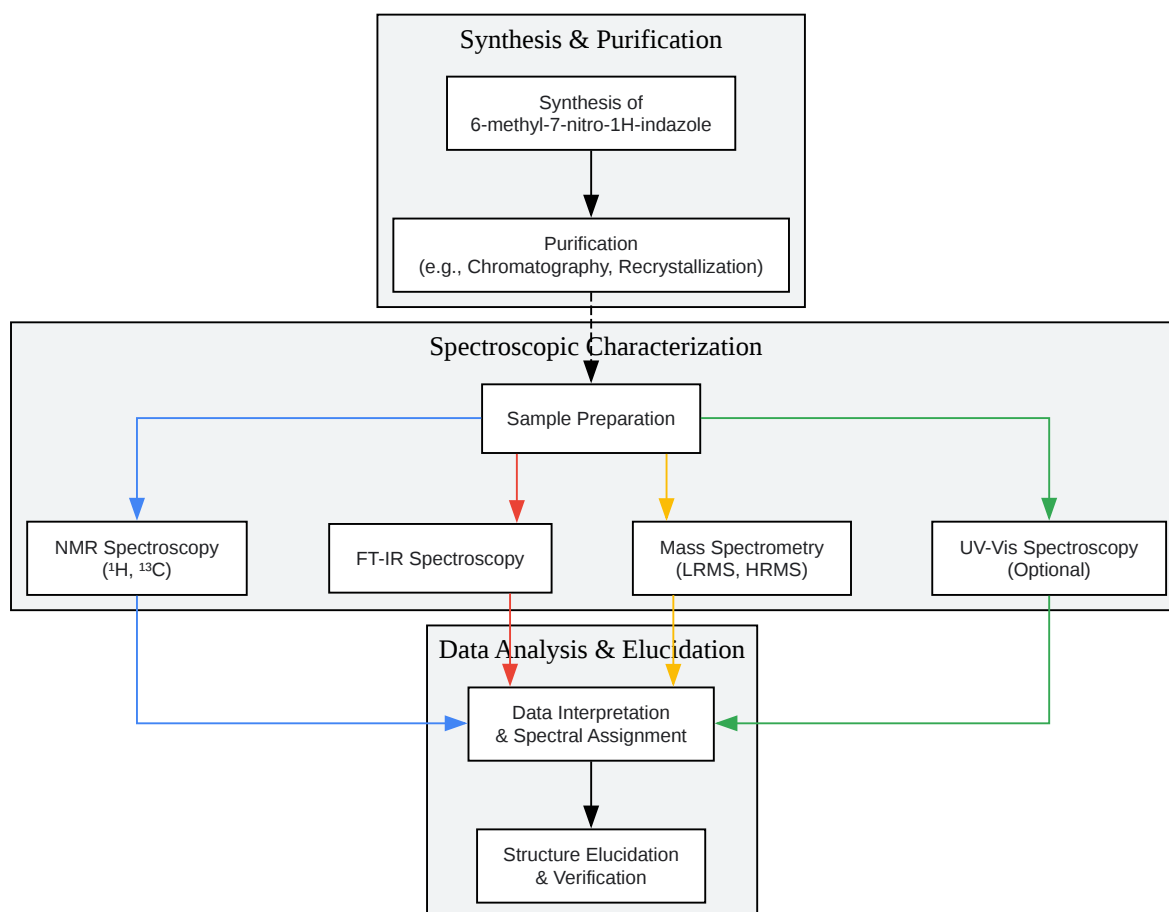 Synthesis & Purification
Synthesis of
6-methyl-7-nitro-1H-indazole
Purification
(e.g., Chromatography, Recrystallization)
Spectroscopic Characterization
Sample Preparation
NMR Spectroscopy
(¹H, ¹³C)
FT-IR Spectroscopy
Mass Spectrometry
(LRMS, HRMS)
UV-Vis Spectroscopy
(Optional)
Data Analysis & Elucidation
Data Interpretation
& Spectral Assignment
Structure Elucidation
& Verification